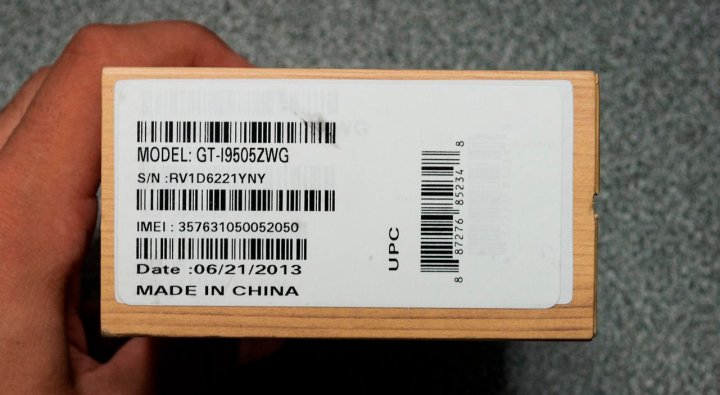 MODEL: GT-I9505ZWG
S/N :RV1D6221YNY
IMEI : 357631050052050
Date :06/21/2013
MADE IN CHINA
UPC
8 87276 85234 8